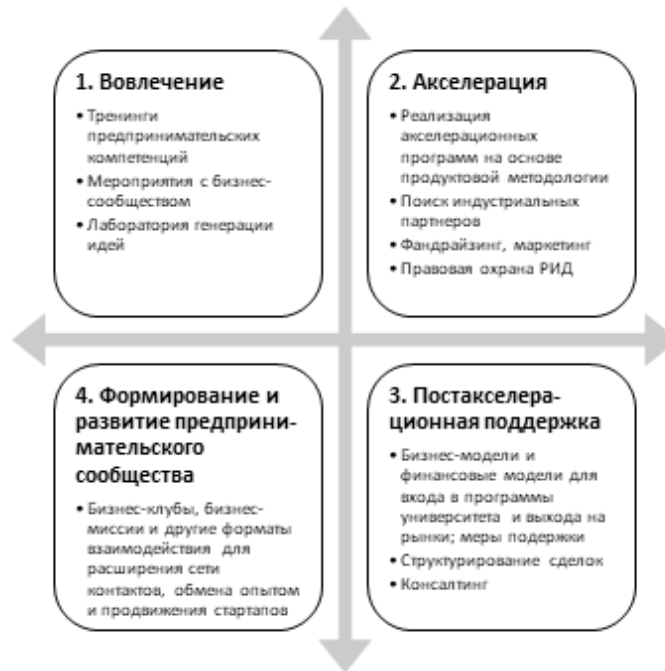 1. Вовлечение
• Тренинги
предпринимательских
компетенций
• Мероприятия с бизнес-
сообществом
• Лаборатория генерации
идей
2. Акселерация
• Реализация
акселерационных
программ на основе
продуктовой методологии
• Поиск индустриальных
партнеров
• Фандрайзинг, маркетинг
• Правовая охрана РИД
4. Формирование и
развитие предприни-
мательского
сообщества
• Бизнес-клубы, бизнес-
миссии и другие форматы
взаимодействия для
расширения сети
контактов, обмена опытом
и продвижения стартапов
3. Постакселера-
ционная поддержка
• Бизнес-модели и
финансовые модели для
входа в программы
университета и выхода на
рынки; меры подержки
• Структурирование сделок
• Консалтинг